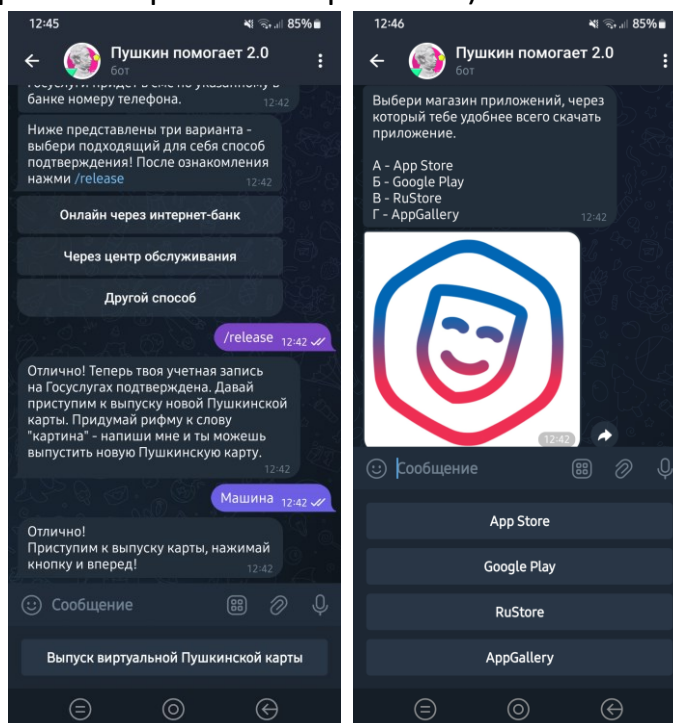 12:45
85%
Пушкин помогает 2.0
бот
банке номеру телефона.
12:42
Ниже представлены три варианта -
выбери подходящий для себя способ
подтверждения! После ознакомления
нажми /release
12:42
Онлайн через интернет-банк
Через центр обслуживания
Другой способ
/release 12:42
Отлично! Теперь твоя учетная запись
на Госуслугах подтверждена. Давай
приступим к выпуску новой Пушкинской
карты. Придумай рифму к слову
"картина" - напиши мне и ты можешь
выпустить новую Пушкинскую карту.
12:42
Машина 12:42
Отлично!
Приступим к выпуску карты, нажимай
кнопку и вперед!
12:42
Сообщение
Выпуск виртуальной Пушкинской карты
12:46
85%
Пушкин помогает 2.0
бот
Выбери магазин приложений, через
который тебе удобнее всего скачать
приложение.
А - App Store
Б - Google Play
В - RuStore
Г - AppGallery
12:42
12:42
Сообщение
App Store
Google Play
RuStore
AppGallery